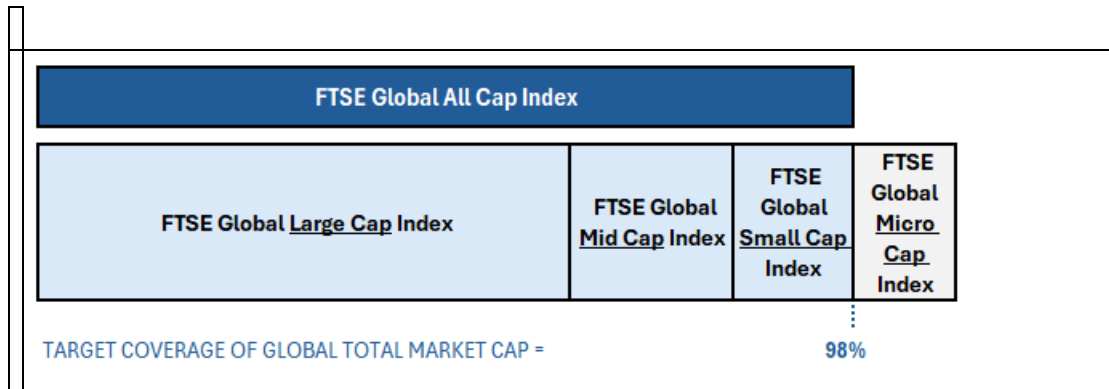 FTSE Global All Cap Index
FTSE Global Large Cap Index
FTSE Global
Mid Cap Index
FTSE
Global
Small Cap
Index
FTSE
Global
Micro
Cap
Index
TARGET COVERAGE OF GLOBAL TOTAL MARKET CAP = 98%